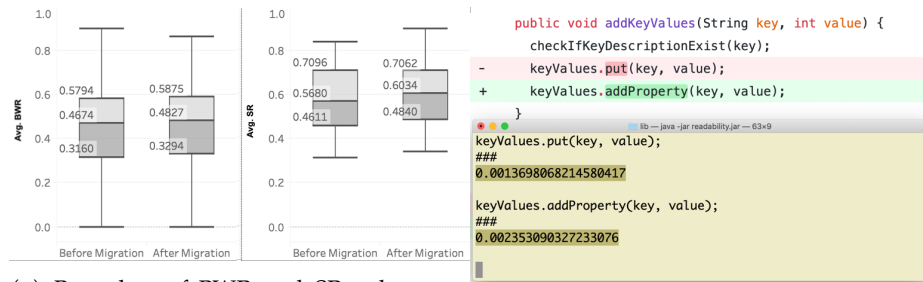 Avg. BWR
1.0
0.8
0.6
0.4
0.2
0.0
0.5794
0.4674
0.3160
0.5875
0.4827
0.3294
Before Migration After Migration
Avg. SR
1.0
0.8
0.6
0.4
0.2
0.0
0.7096
0.5680
0.4611
0.7062
0.6034
0.4840
Before Migration After Migration
public void addKeyValues(String key, int value) {
checkIfKeyDescriptionExist(key);
- keyValues.put(key, value);
+ keyValues.addProperty(key, value);
}
lib — java -jar readability.jar — 63×9
keyValues.put(key, value);
###
0.0013698068214580417
keyValues.addProperty(key, value);
###
0.002353090327233076